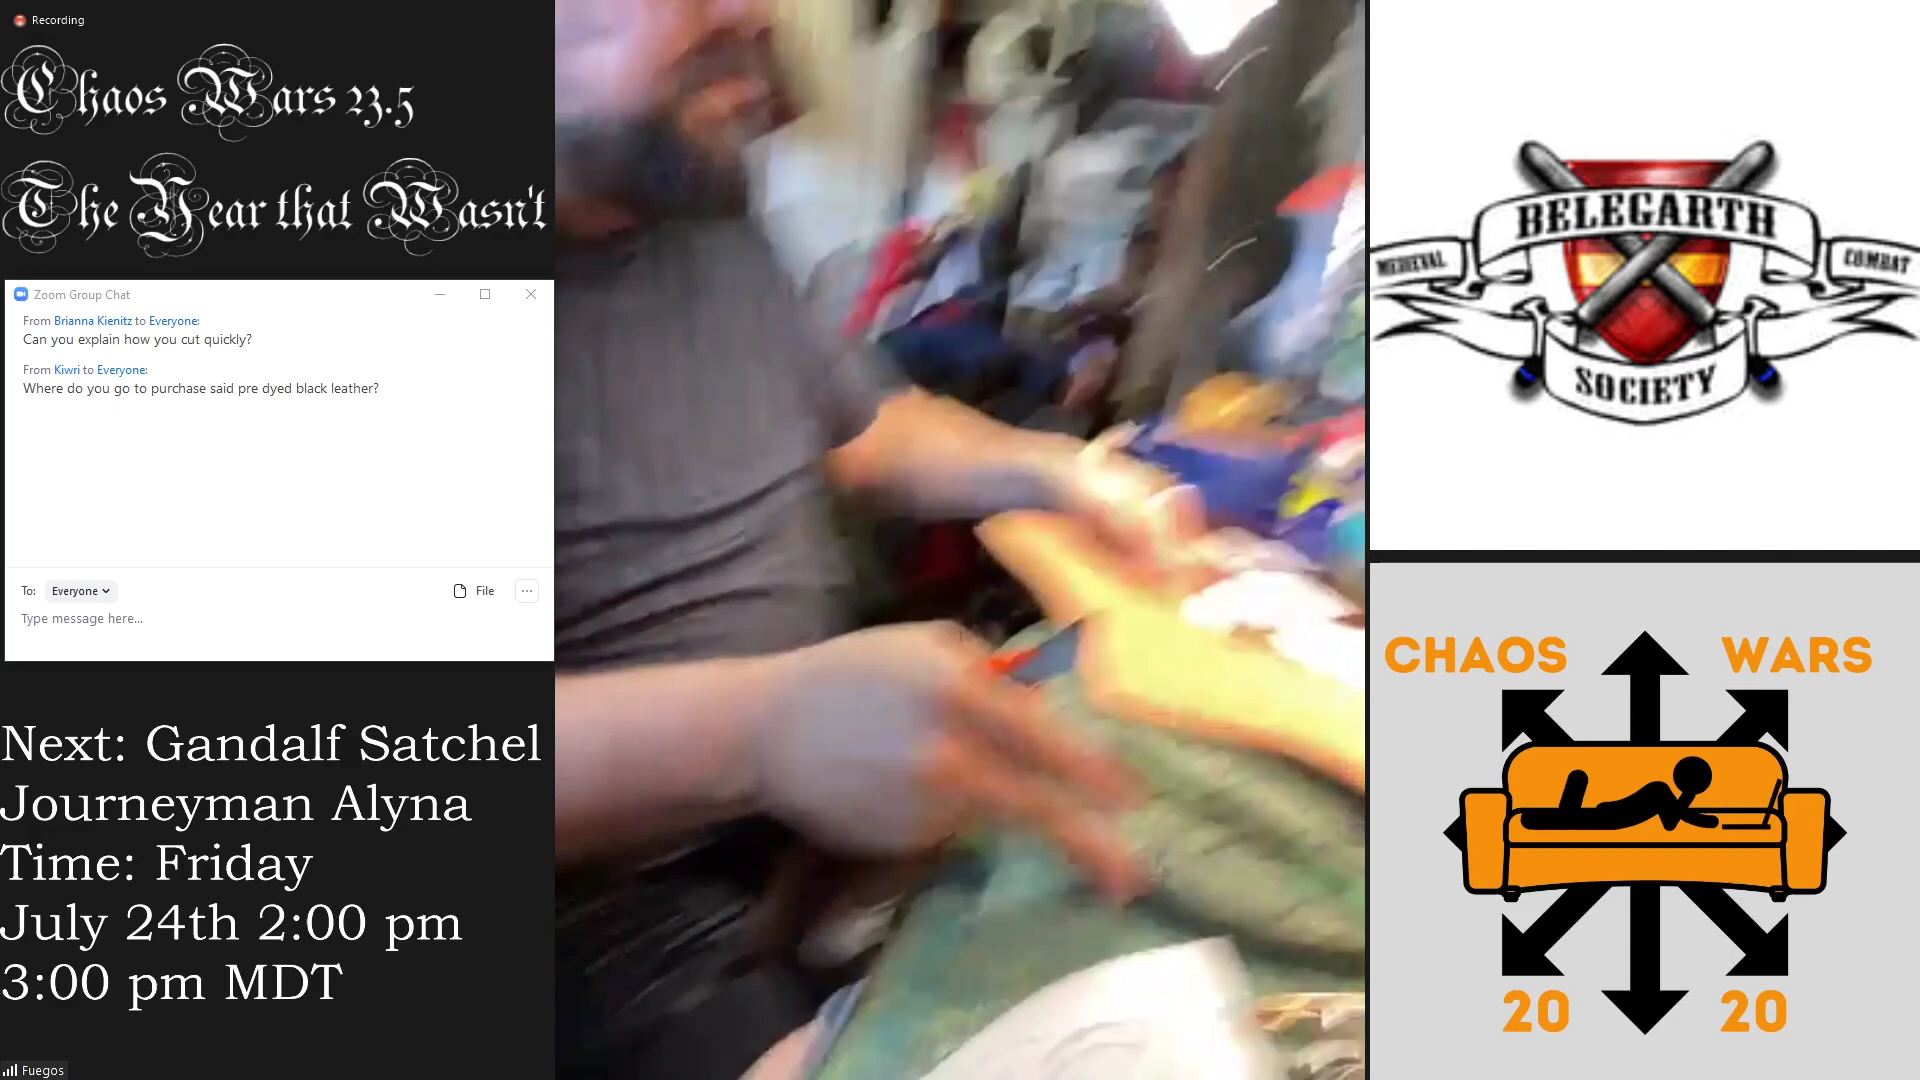 Recording
Chaos Wars 23.5
The Year that Wasn't
Zoom Group Chat
From Brianna Kienitz to Everyone:
Can you explain how you cut quickly?
From Kiwri to Everyone:
Where do you go to purchase said pre dyed black leather?
To: Everyone
File
Type message here...
Next: Gandalf Satchel
Journeyman Alyna
Time: Friday
July 24th 2:00 pm
3:00 pm MDT
Fuegos
BELEGARTH
MEDIEVAL COMBAT
SOCIETY
CHAOS WARS
20 20